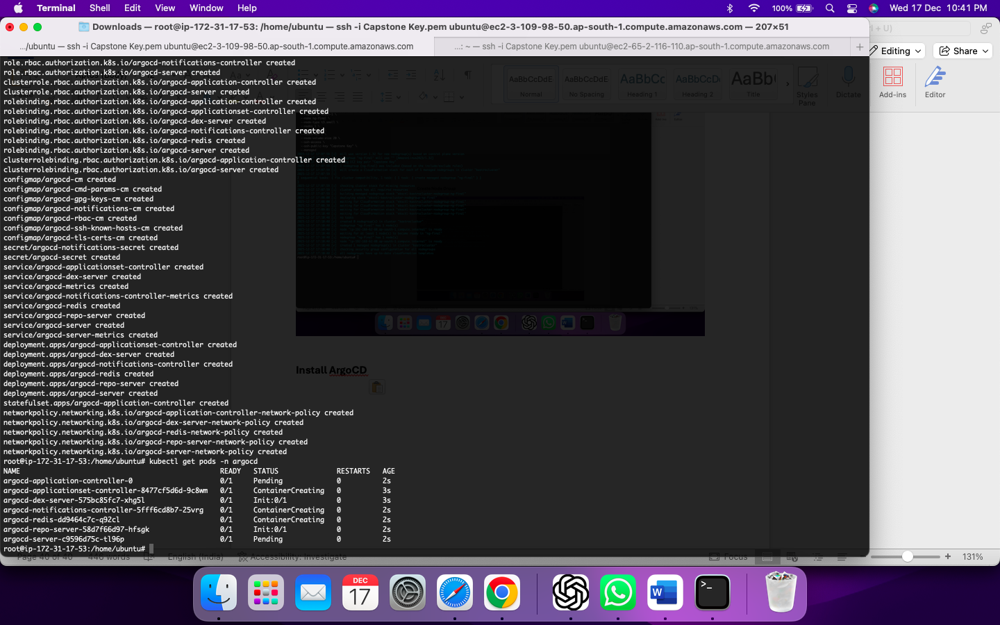 Terminal Shell Edit View Window Help 100% Wed 17 Dec 10:41 PM
Downloads — root@ip-172-31-17-53: /home/ubuntu — ssh -i Capstone Key.pem ubuntu@ec2-3-109-98-50.ap-south-1.compute.amazonaws.com — 207×51
.../ubuntu — ssh -i Capstone Key.pem ubuntu@ec2-3-109-98-50.ap-south-1.compute.amazonaws.com ...: ~ — ssh -i Capstone Key.pem ubuntu@ec2-65-2-116-110.ap-south-1.compute.amazonaws.com
Editing Share
AaBbCcDdE AaBbCcDdE AaBbCc AaBbCcD AaBb
Normal No Spacing Heading 1 Heading 2 Title Styles Pane Dictate Add-ins Editor
role.rbac.authorization.k8s.io/argocd-notifications-controller created
role.rbac.authorization.k8s.io/argocd-server created
clusterrole.rbac.authorization.k8s.io/argocd-application-controller created
clusterrole.rbac.authorization.k8s.io/argocd-server created
rolebinding.rbac.authorization.k8s.io/argocd-application-controller created
rolebinding.rbac.authorization.k8s.io/argocd-applicationset-controller created
rolebinding.rbac.authorization.k8s.io/argocd-dex-server created
rolebinding.rbac.authorization.k8s.io/argocd-notifications-controller created
rolebinding.rbac.authorization.k8s.io/argocd-redis created
rolebinding.rbac.authorization.k8s.io/argocd-server created
clusterrolebinding.rbac.authorization.k8s.io/argocd-application-controller created
clusterrolebinding.rbac.authorization.k8s.io/argocd-server created
configmap/argocd-cm created
configmap/argocd-cmd-params-cm created
configmap/argocd-gpg-keys-cm created
configmap/argocd-notifications-cm created
configmap/argocd-rbac-cm created
configmap/argocd-ssh-known-hosts-cm created
configmap/argocd-tls-certs-cm created
secret/argocd-notifications-secret created
secret/argocd-secret created
service/argocd-applicationset-controller created
service/argocd-dex-server created
service/argocd-metrics created
service/argocd-notifications-controller-metrics created
service/argocd-redis created
service/argocd-repo-server created
service/argocd-server created
service/argocd-server-metrics created
deployment.apps/argocd-applicationset-controller created
deployment.apps/argocd-dex-server created
deployment.apps/argocd-notifications-controller created
deployment.apps/argocd-redis created
deployment.apps/argocd-repo-server created
deployment.apps/argocd-server created
statefulset.apps/argocd-application-controller created
networkpolicy.networking.k8s.io/argocd-application-controller-network-policy created
networkpolicy.networking.k8s.io/argocd-dex-server-network-policy created
networkpolicy.networking.k8s.io/argocd-redis-network-policy created
networkpolicy.networking.k8s.io/argocd-repo-server-network-policy created
networkpolicy.networking.k8s.io/argocd-server-network-policy created
root@ip-172-31-17-53:/home/ubuntu# kubectl get pods -n argocd
NAME READY STATUS RESTARTS AGE
argocd-application-controller-0 0/1 Pending 0 2s
argocd-applicationset-controller-8477cf5d6d-9c8wm 0/1 ContainerCreating 0 3s
argocd-dex-server-575bc85fc7-xhg5l 0/1 Init:0/1 0 3s
argocd-notifications-controller-5fff6cd8b7-25vrg 0/1 ContainerCreating 0 2s
argocd-redis-dd9464c7c-q92cl 0/1 ContainerCreating 0 2s
argocd-repo-server-58d7f66d97-hfsgk 0/1 Init:0/1 0 2s
argocd-server-c9596d75c-tl96p 0/1 Pending 0 2s
root@ip-172-31-17-53:/home/ubuntu#
Install ArgoCD
Page 40 of 40 446 words English (India) Accessibility: Investigate Focus 131%
DEC
17